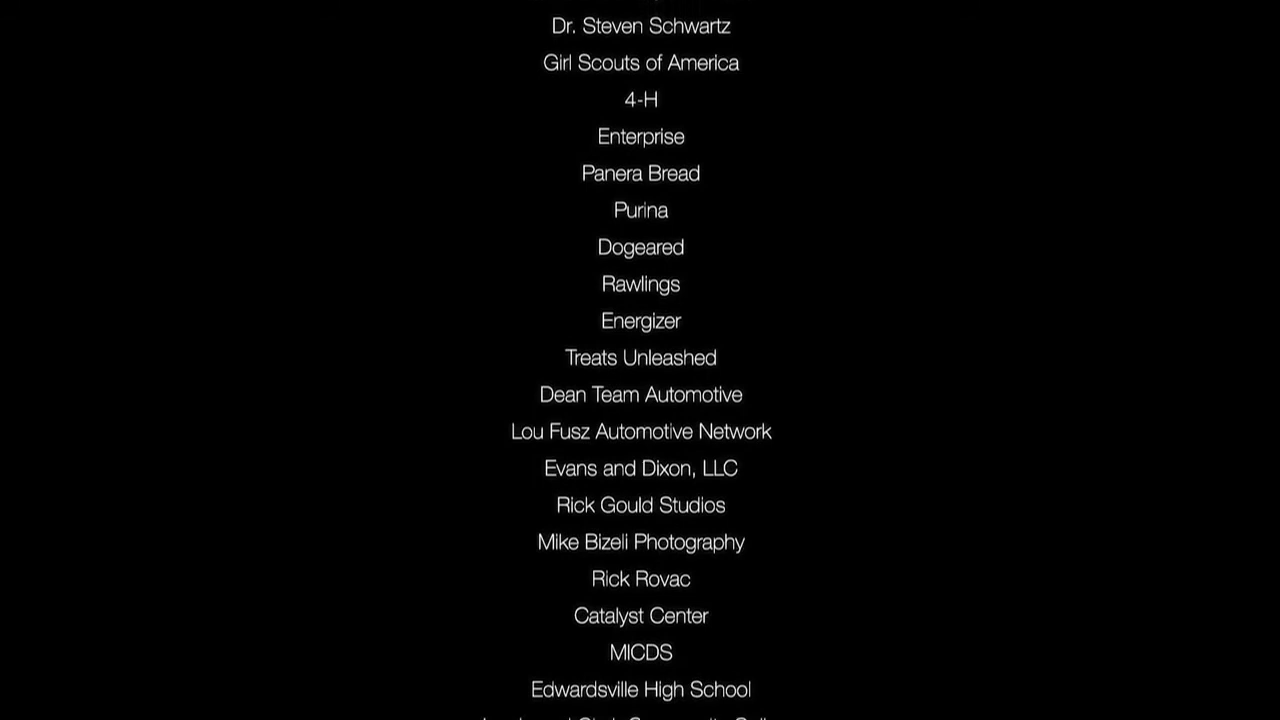 Dr. Steven Schwartz
Girl Scouts of America
4-H
Enterprise
Panera Bread
Purina
Dogeared
Rawlings
Energizer
Treats Unleashed
Dean Team Automotive
Lou Fusz Automotive Network
Evans and Dixon, LLC
Rick Gould Studios
Mike Bizeli Photography
Rick Rovac
Catalyst Center
MICDS
Edwardsville High School